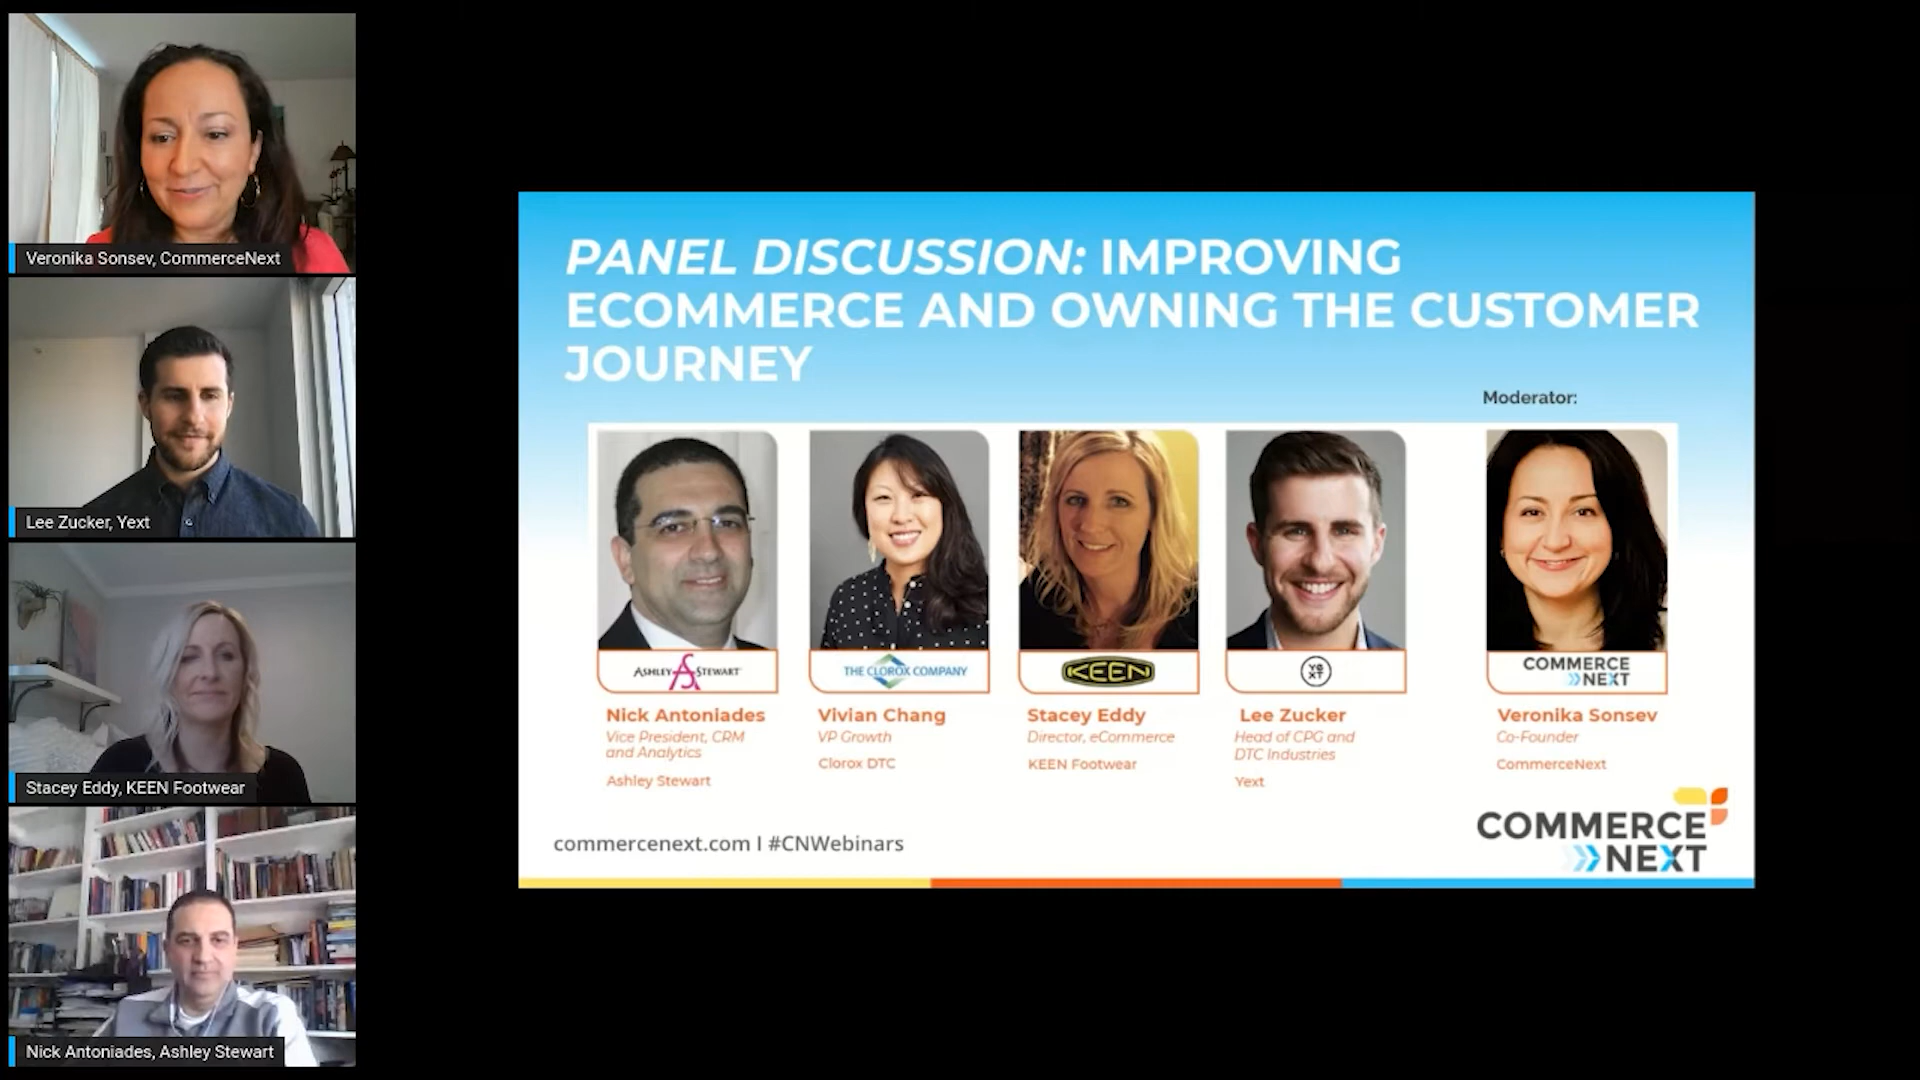 Veronika Sonsev, CommerceNext
Lee Zucker, Yext
Stacey Eddy, KEEN Footwear
Nick Antoniades, Ashley Stewart
PANEL DISCUSSION: IMPROVING
ECOMMERCE AND OWNING THE CUSTOMER
JOURNEY
Moderator:
ASHLEY STEWART
THE CLOROX COMPANY
KEEN
YEXT
COMMERCE
NEXT
Nick Antoniades
Vice President, CRM
and Analytics
Ashley Stewart
Vivian Chang
VP Growth
Clorox DTC
Stacey Eddy
Director, eCommerce
KEEN Footwear
Lee Zucker
Head of CPG and
DTC Industries
Yext
Veronika Sonsev
Co-Founder
CommerceNext
commercenext.com I #CNWebinars
COMMERCE
NEXT